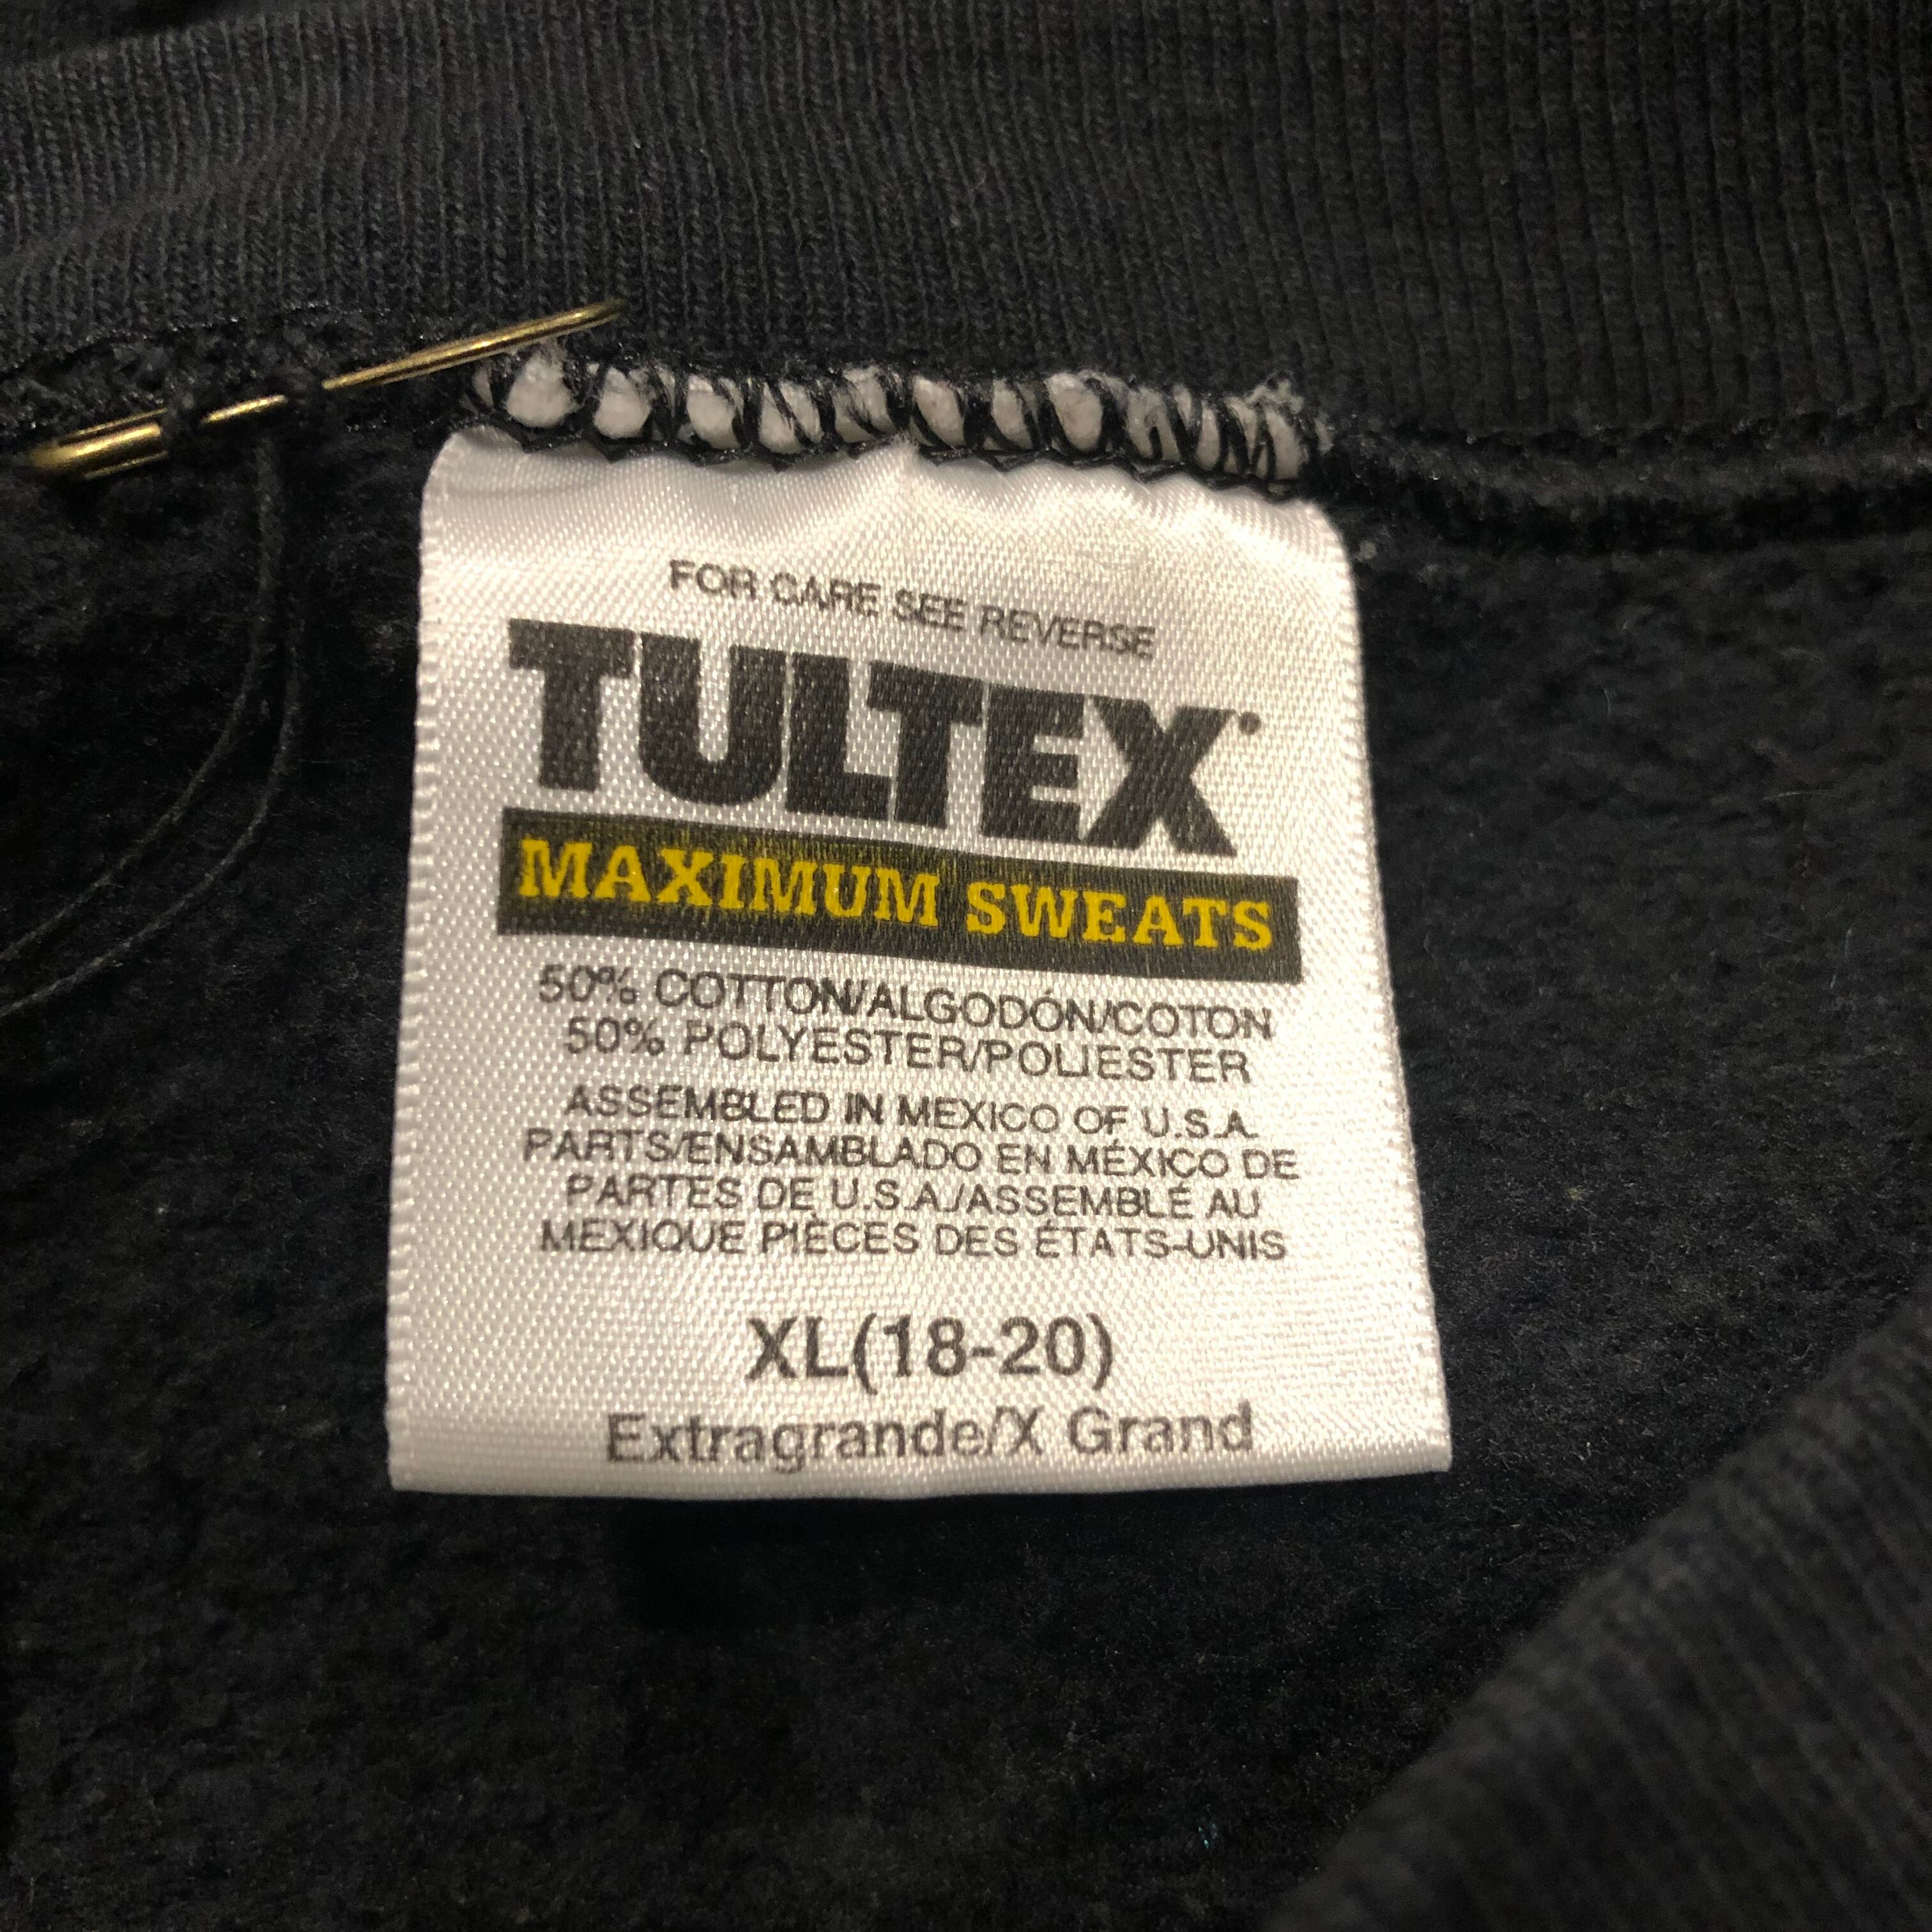 FOR CARE SEE REVERSE
TULTEX
MAXIMUM SWEATS
50% COTTON/ALGODÓN/COTON
50% POLYESTER/POLIESTER
ASSEMBLED IN MEXICO OF U.S.A.
PARTS/ENSAMBLADO EN MÉXICO DE
PARTES DE U.S.A./ASSEMBLÉ AU
MEXIQUE PIÈCES DES ÉTATS-UNIS
XL(18-20)
Extragrande/X Grand